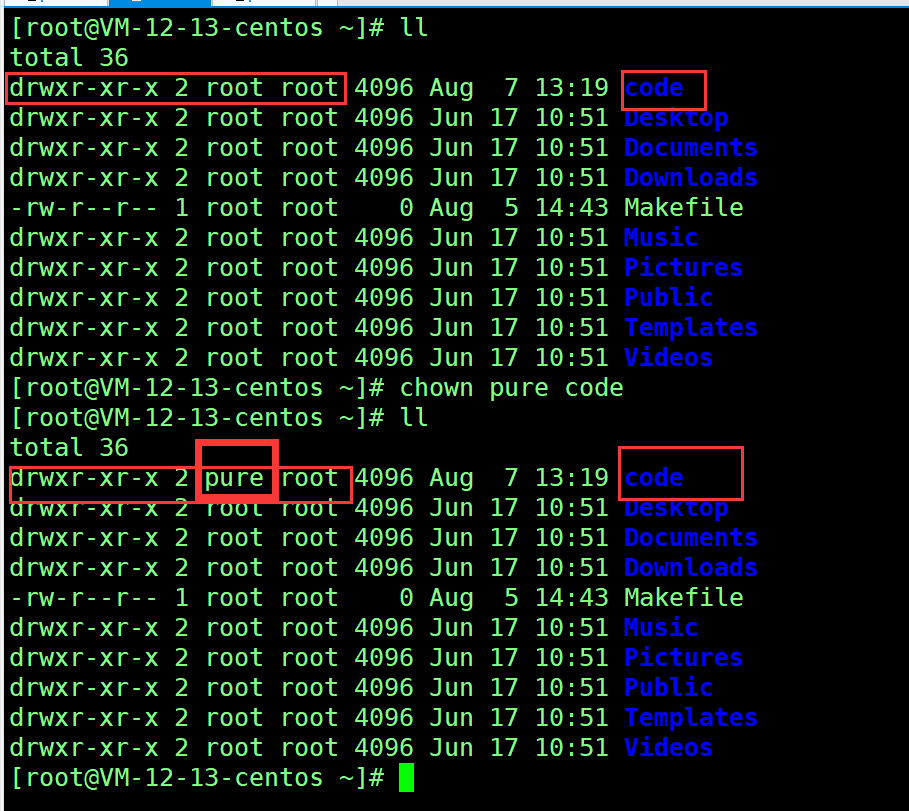 [root@VM-12-13-centos ~]# ll
total 36
drwxr-xr-x 2 root root 4096 Aug  7 13:19 code
drwxr-xr-x 2 root root 4096 Jun 17 10:51 Desktop
drwxr-xr-x 2 root root 4096 Jun 17 10:51 Documents
drwxr-xr-x 2 root root 4096 Jun 17 10:51 Downloads
-rw-r--r-- 1 root root    0 Aug  5 14:43 Makefile
drwxr-xr-x 2 root root 4096 Jun 17 10:51 Music
drwxr-xr-x 2 root root 4096 Jun 17 10:51 Pictures
drwxr-xr-x 2 root root 4096 Jun 17 10:51 Public
drwxr-xr-x 2 root root 4096 Jun 17 10:51 Templates
drwxr-xr-x 2 root root 4096 Jun 17 10:51 Videos
[root@VM-12-13-centos ~]# chown pure code
[root@VM-12-13-centos ~]# ll
total 36
drwxr-xr-x 2 pure root 4096 Aug  7 13:19 code
drwxr-xr-x 2 root root 4096 Jun 17 10:51 Desktop
drwxr-xr-x 2 root root 4096 Jun 17 10:51 Documents
drwxr-xr-x 2 root root 4096 Jun 17 10:51 Downloads
-rw-r--r-- 1 root root    0 Aug  5 14:43 Makefile
drwxr-xr-x 2 root root 4096 Jun 17 10:51 Music
drwxr-xr-x 2 root root 4096 Jun 17 10:51 Pictures
drwxr-xr-x 2 root root 4096 Jun 17 10:51 Public
drwxr-xr-x 2 root root 4096 Jun 17 10:51 Templates
drwxr-xr-x 2 root root 4096 Jun 17 10:51 Videos
[root@VM-12-13-centos ~]#